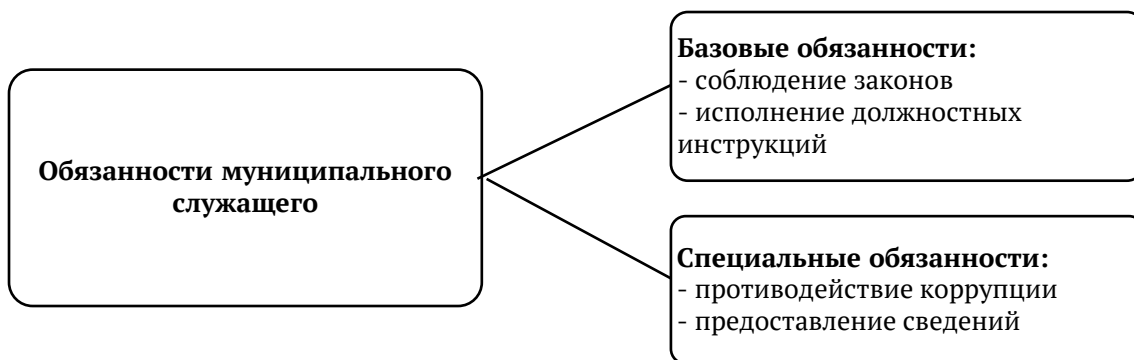 Обязанности муниципального
служащего
Базовые обязанности:
- соблюдение законов
- исполнение должностных
инструкций
Специальные обязанности:
- противодействие коррупции
- предоставление сведений